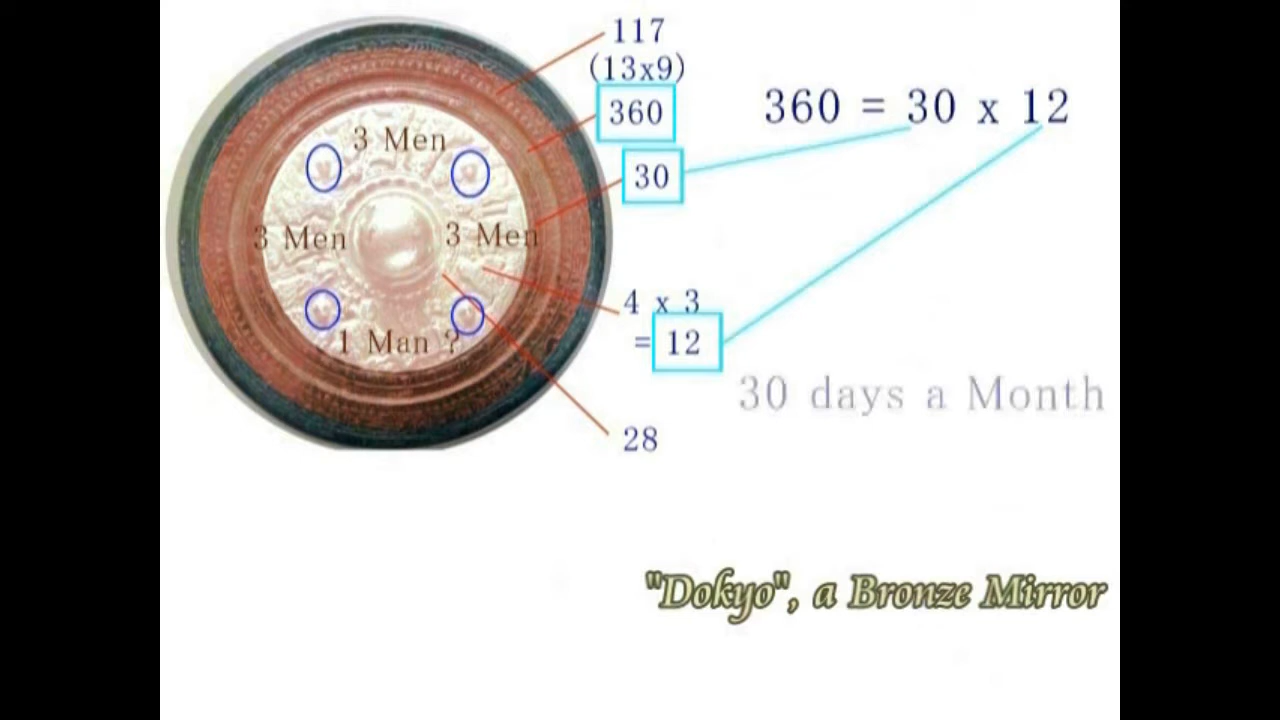 117
(13x9)
360
360 = 30 x 12
30
3 Men
3 Men
3 Men
1 Man ?
4 x 3
= 12
28
30 days a Month
"Dokyo", a Bronze Mirror